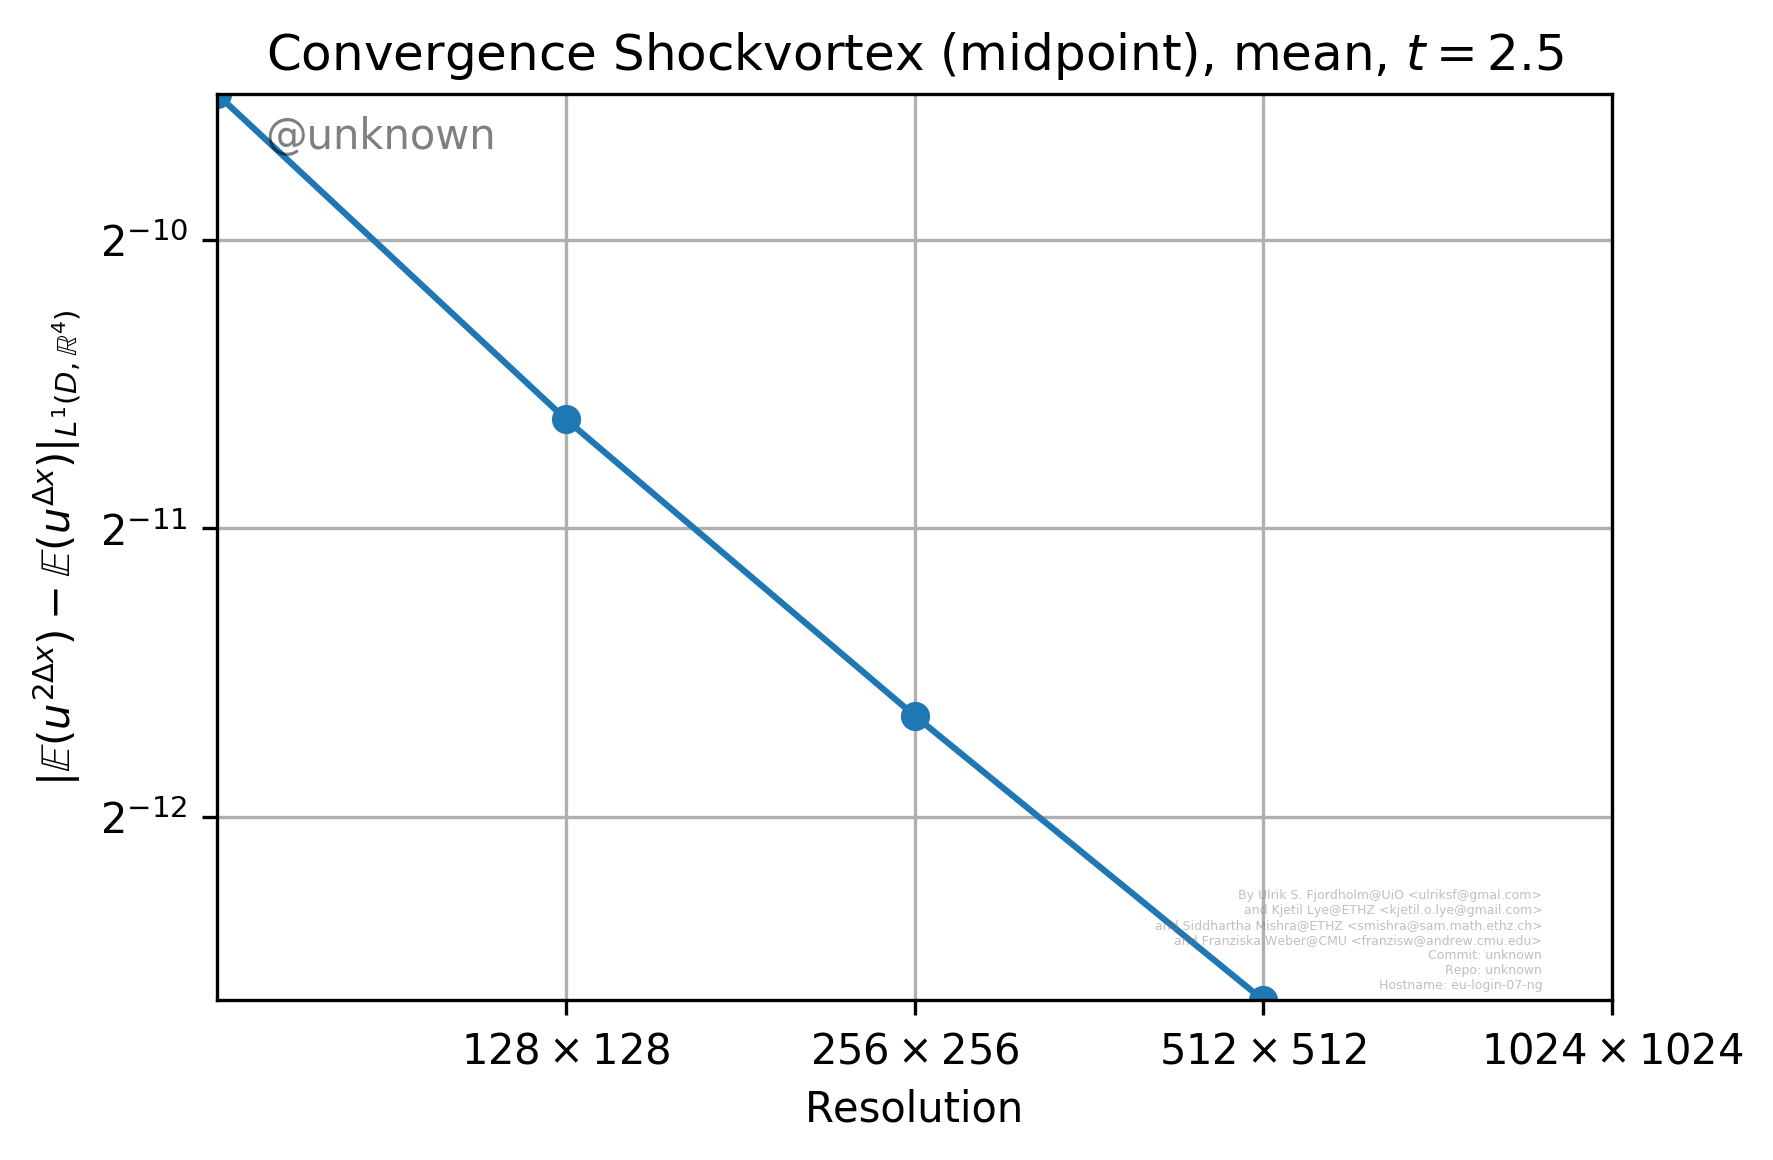 Convergence Shockvortex (midpoint), mean, t = 2.5
@unknown
2⁻¹⁰
2⁻¹¹
2⁻¹²
|𝔼(u^{2Δx}) − 𝔼(u^{Δx})|_{L¹(D, ℝ⁴)}
By Ulrik S. Fjordholm@UiO <ulriksf@gmal.com>
and Kjetil Lye@ETHZ <kjetil.o.lye@gmail.com>
and Siddhartha Mishra@ETHZ <smishra@sam.math.ethz.ch>
and Franziska Weber@CMU <franzisw@andrew.cmu.edu>
Commit: unknown
Repo: unknown
Hostname: eu-login-07-ng
128 × 128 256 × 256 512 × 512 1024 × 1024
Resolution